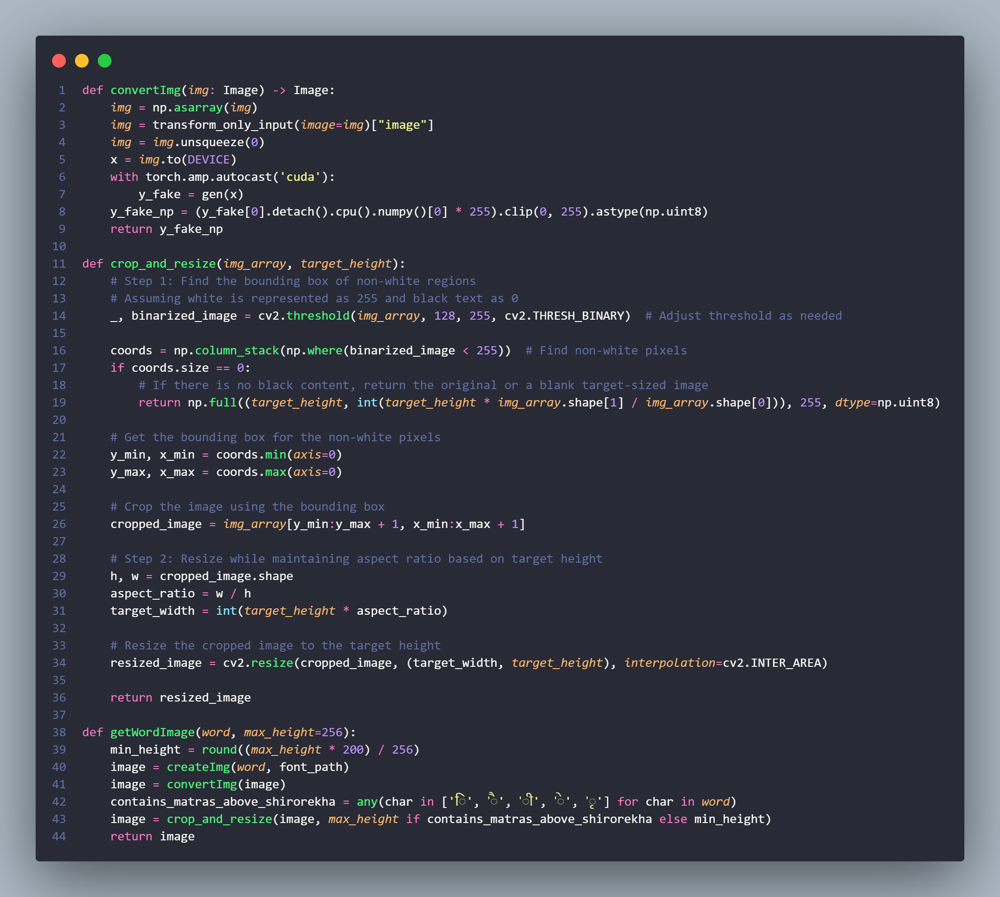 1 def convertImg(img: Image) -> Image:
2     img = np.asarray(img)
3     img = transform_only_input(image=img)["image"]
4     img = img.unsqueeze(0)
5     x = img.to(DEVICE)
6     with torch.amp.autocast('cuda'):
7         y_fake = gen(x)
8     y_fake_np = (y_fake[0].detach().cpu().numpy()[0] * 255).clip(0, 255).astype(np.uint8)
9     return y_fake_np
10
11 def crop_and_resize(img_array, target_height):
12     # Step 1: Find the bounding box of non-white regions
13     # Assuming white is represented as 255 and black text as 0
14     _, binarized_image = cv2.threshold(img_array, 128, 255, cv2.THRESH_BINARY)  # Adjust threshold as needed
15
16     coords = np.column_stack(np.where(binarized_image < 255))  # Find non-white pixels
17     if coords.size == 0:
18         # If there is no black content, return the original or a blank target-sized image
19         return np.full((target_height, int(target_height * img_array.shape[1] / img_array.shape[0])), 255, dtype=np.uint8)
20
21     # Get the bounding box for the non-white pixels
22     y_min, x_min = coords.min(axis=0)
23     y_max, x_max = coords.max(axis=0)
24
25     # Crop the image using the bounding box
26     cropped_image = img_array[y_min:y_max + 1, x_min:x_max + 1]
27
28     # Step 2: Resize while maintaining aspect ratio based on target height
29     h, w = cropped_image.shape
30     aspect_ratio = w / h
31     target_width = int(target_height * aspect_ratio)
32
33     # Resize the cropped image to the target height
34     resized_image = cv2.resize(cropped_image, (target_width, target_height), interpolation=cv2.INTER_AREA)
35
36     return resized_image
37
38 def getWordImage(word, max_height=256):
39     min_height = round((max_height * 200) / 256)
40     image = createImg(word, font_path)
41     image = convertImg(image)
42     contains_matras_above_shirorekha = any(char in ['ि', 'ै', 'ी', 'े', 'ृ'] for char in word)
43     image = crop_and_resize(image, max_height if contains_matras_above_shirorekha else min_height)
44     return image